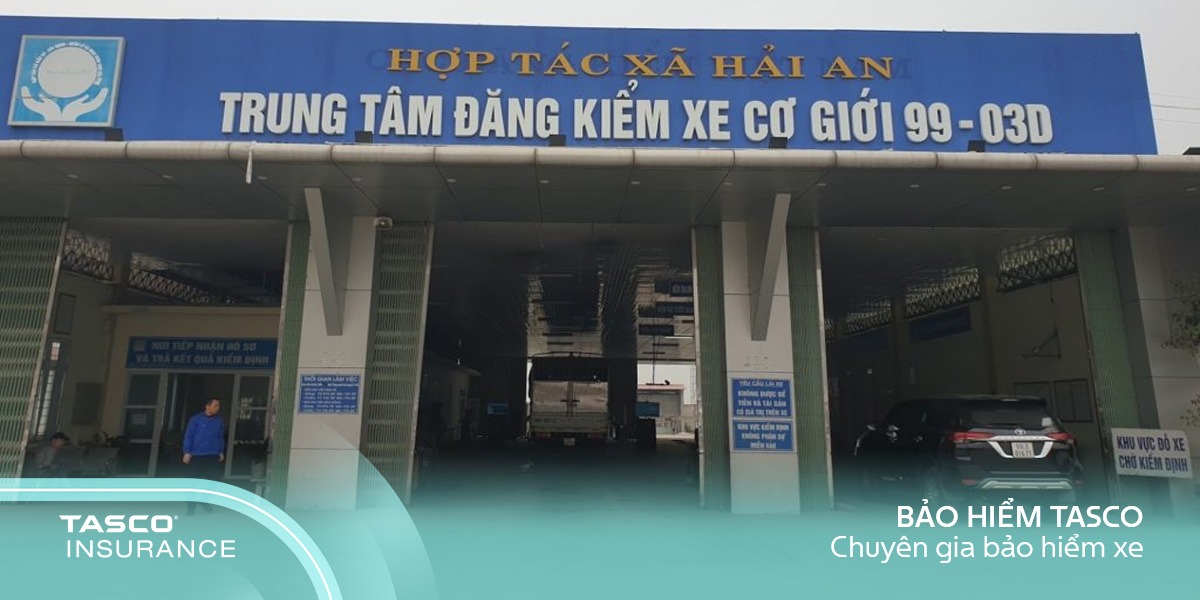 HỢP TÁC XÃ HẢI AN
TRUNG TÂM ĐĂNG KIỂM XE CƠ GIỚI 99 - 03D
NƠI TIẾP NHẬN HỒ SƠ
VÀ TRẢ KẾT QUẢ KIỂM ĐỊNH
THỜI GIAN LÀM VIỆC
YÊU CẦU LÁI XE
KHÔNG ĐƯỢC ĐỂ
TIỀN VÀ TÀI SẢN
CÓ GIÁ TRỊ TRÊN XE
KHU VỰC KIỂM ĐỊNH
KHÔNG PHẬN SỰ
MIỄN VÀO
KHU VỰC ĐỖ XE
CHỜ KIỂM ĐỊNH
TASCO®
INSURANCE
BẢO HIỂM TASCO
Chuyên gia bảo hiểm xe